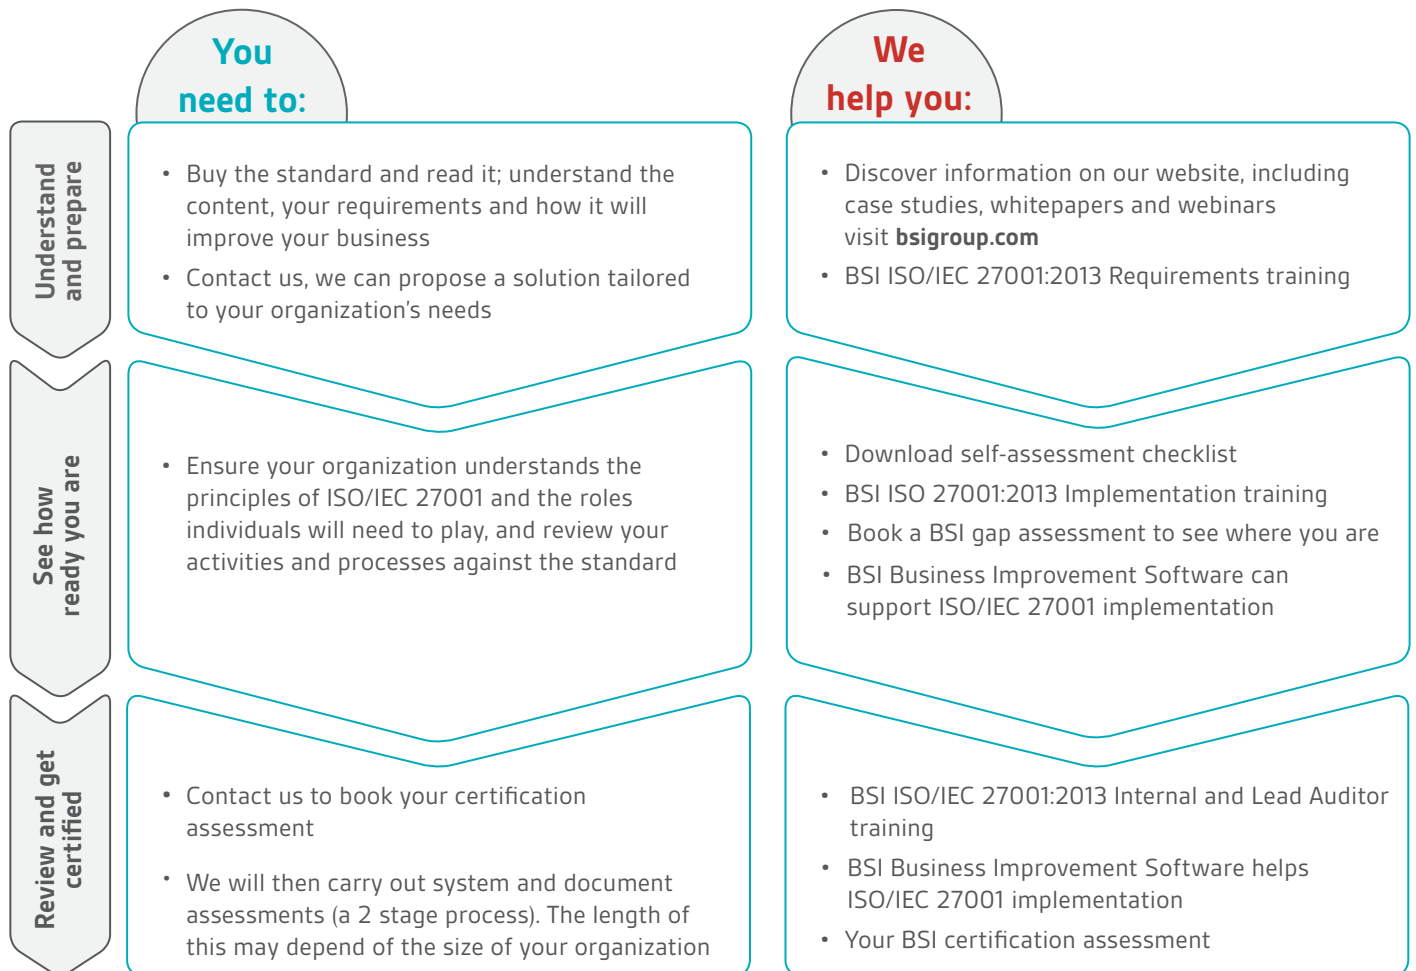 You
need to:
We
help you:
Understand
and prepare
• Buy the standard and read it; understand the
content, your requirements and how it will
improve your business
• Contact us, we can propose a solution tailored
to your organization's needs
• Discover information on our website, including
case studies, whitepapers and webinars
visit bsigroup.com
• BSI ISO/IEC 27001:2013 Requirements training
See how
ready you are
• Ensure your organization understands the
principles of ISO/IEC 27001 and the roles
individuals will need to play, and review your
activities and processes against the standard
• Download self-assessment checklist
• BSI ISO 27001:2013 Implementation training
• Book a BSI gap assessment to see where you are
• BSI Business Improvement Software can
support ISO/IEC 27001 implementation
Review and get
certified
• Contact us to book your certification
assessment
• We will then carry out system and document
assessments (a 2 stage process). The length of
this may depend of the size of your organization
• BSI ISO/IEC 27001:2013 Internal and Lead Auditor
training
• BSI Business Improvement Software helps
ISO/IEC 27001 implementation
• Your BSI certification assessment